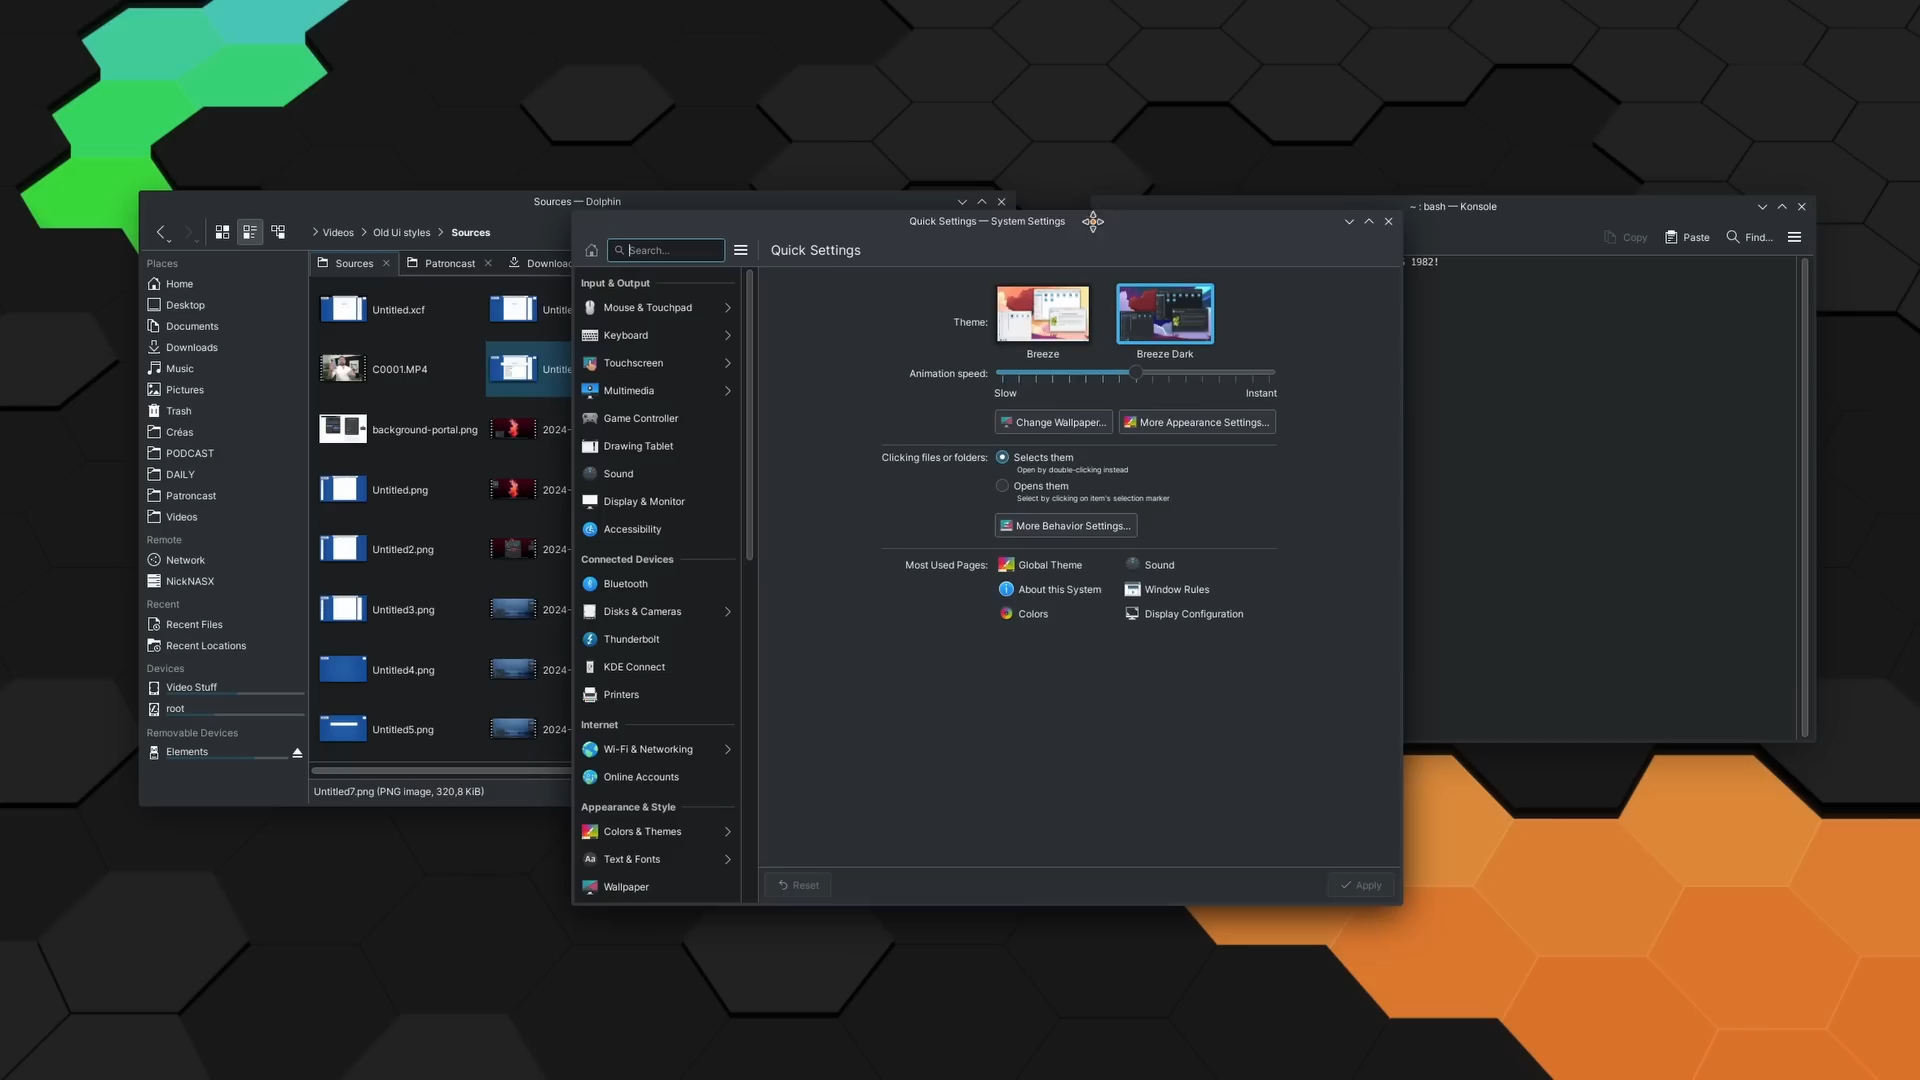 Sources — Dolphin
Videos
Old Ui styles
Sources
Places
Home
Desktop
Documents
Downloads
Music
Pictures
Trash
Créas
PODCAST
DAILY
Patroncast
Videos
Remote
Network
NickNASX
Recent
Recent Files
Recent Locations
Devices
Video Stuff
root
Removable Devices
Elements
Sources
Patroncast
Untitled.xcf
C0001.MP4
background-portal.png
Untitled.png
Untitled2.png
Untitled3.png
Untitled4.png
Untitled5.png
2024-
2024-
2024-
2024-
2024-
2024-
Untitled7.png (PNG image, 320,8 KiB)
Quick Settings — System Settings
Search...
Quick Settings
Input & Output
Mouse & Touchpad
Keyboard
Touchscreen
Multimedia
Game Controller
Drawing Tablet
Sound
Display & Monitor
Accessibility
Connected Devices
Bluetooth
Disks & Cameras
Thunderbolt
KDE Connect
Printers
Internet
Wi-Fi & Networking
Online Accounts
Appearance & Style
Colors & Themes
Aa Text & Fonts
Wallpaper
Theme:
Breeze
Breeze Dark
Animation speed:
Slow
Instant
Change Wallpaper...
More Appearance Settings...
Clicking files or folders:
Selects them
Open by double-clicking instead
Opens them
Select by clicking on item's selection marker
More Behavior Settings...
Most Used Pages:
Global Theme
Sound
About this System
Window Rules
Colors
Display Configuration
Reset
Apply
~ : bash — Konsole
Copy
Paste
Find...
1982!